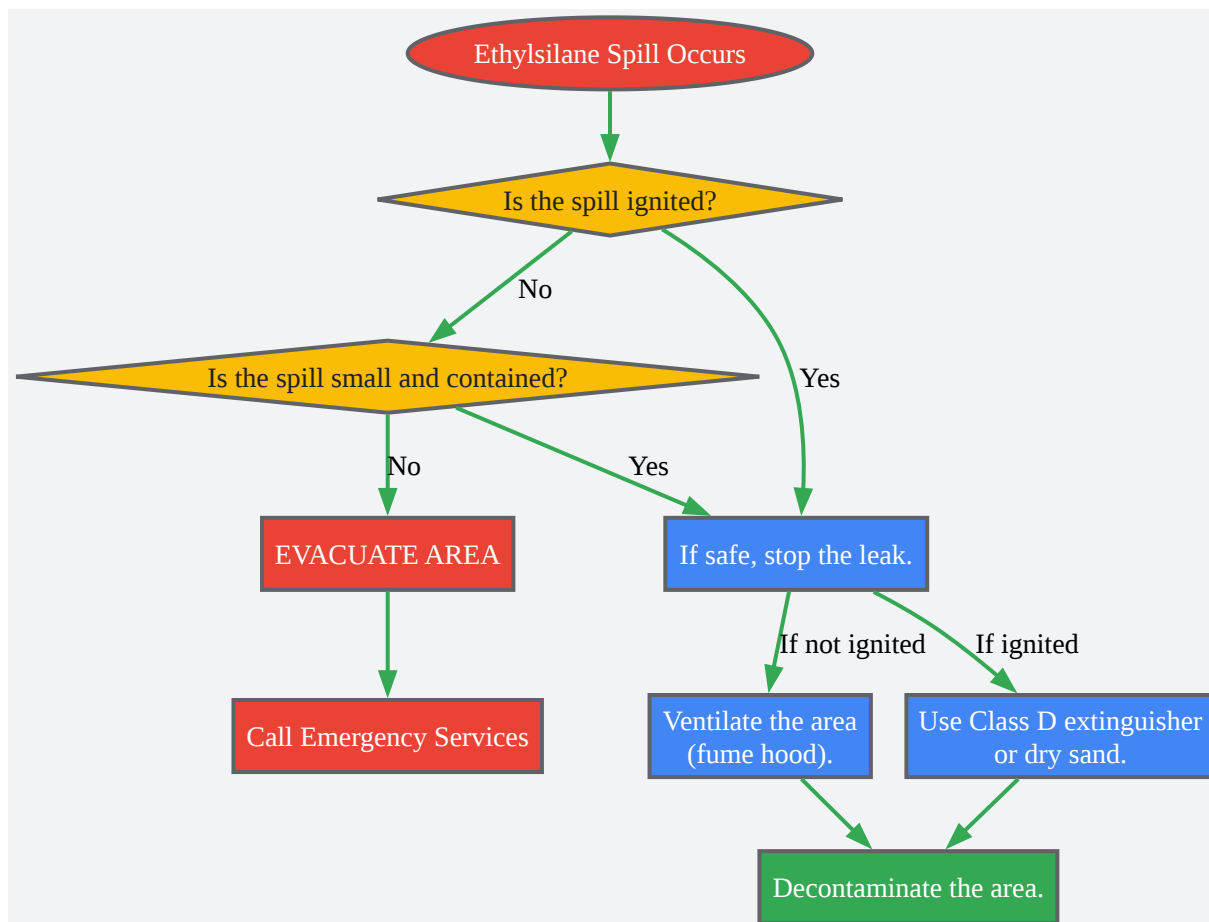 Ethylsilane Spill Occurs
Is the spill ignited?
No
Is the spill small and contained?
Yes
No
Yes
EVACUATE AREA
If safe, stop the leak.
If not ignited
If ignited
Call Emergency Services
Ventilate the area
(fume hood).
Use Class D extinguisher
or dry sand.
Decontaminate the area.